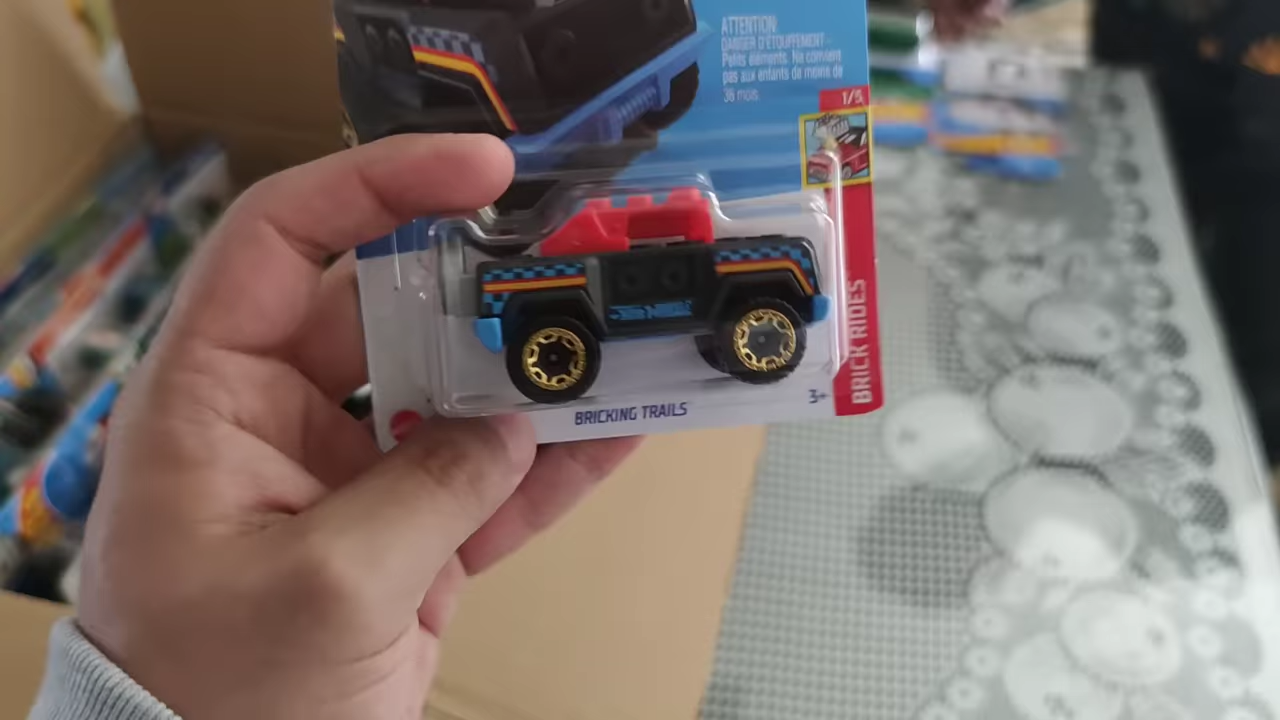 ATTENTION:
DANGER D'ÉTOUFFEMENT -
Petits éléments. Ne convient
pas aux enfants de moins de
36 mois.
1/5
BRICK RIDES
3+
BRICKING TRAILS